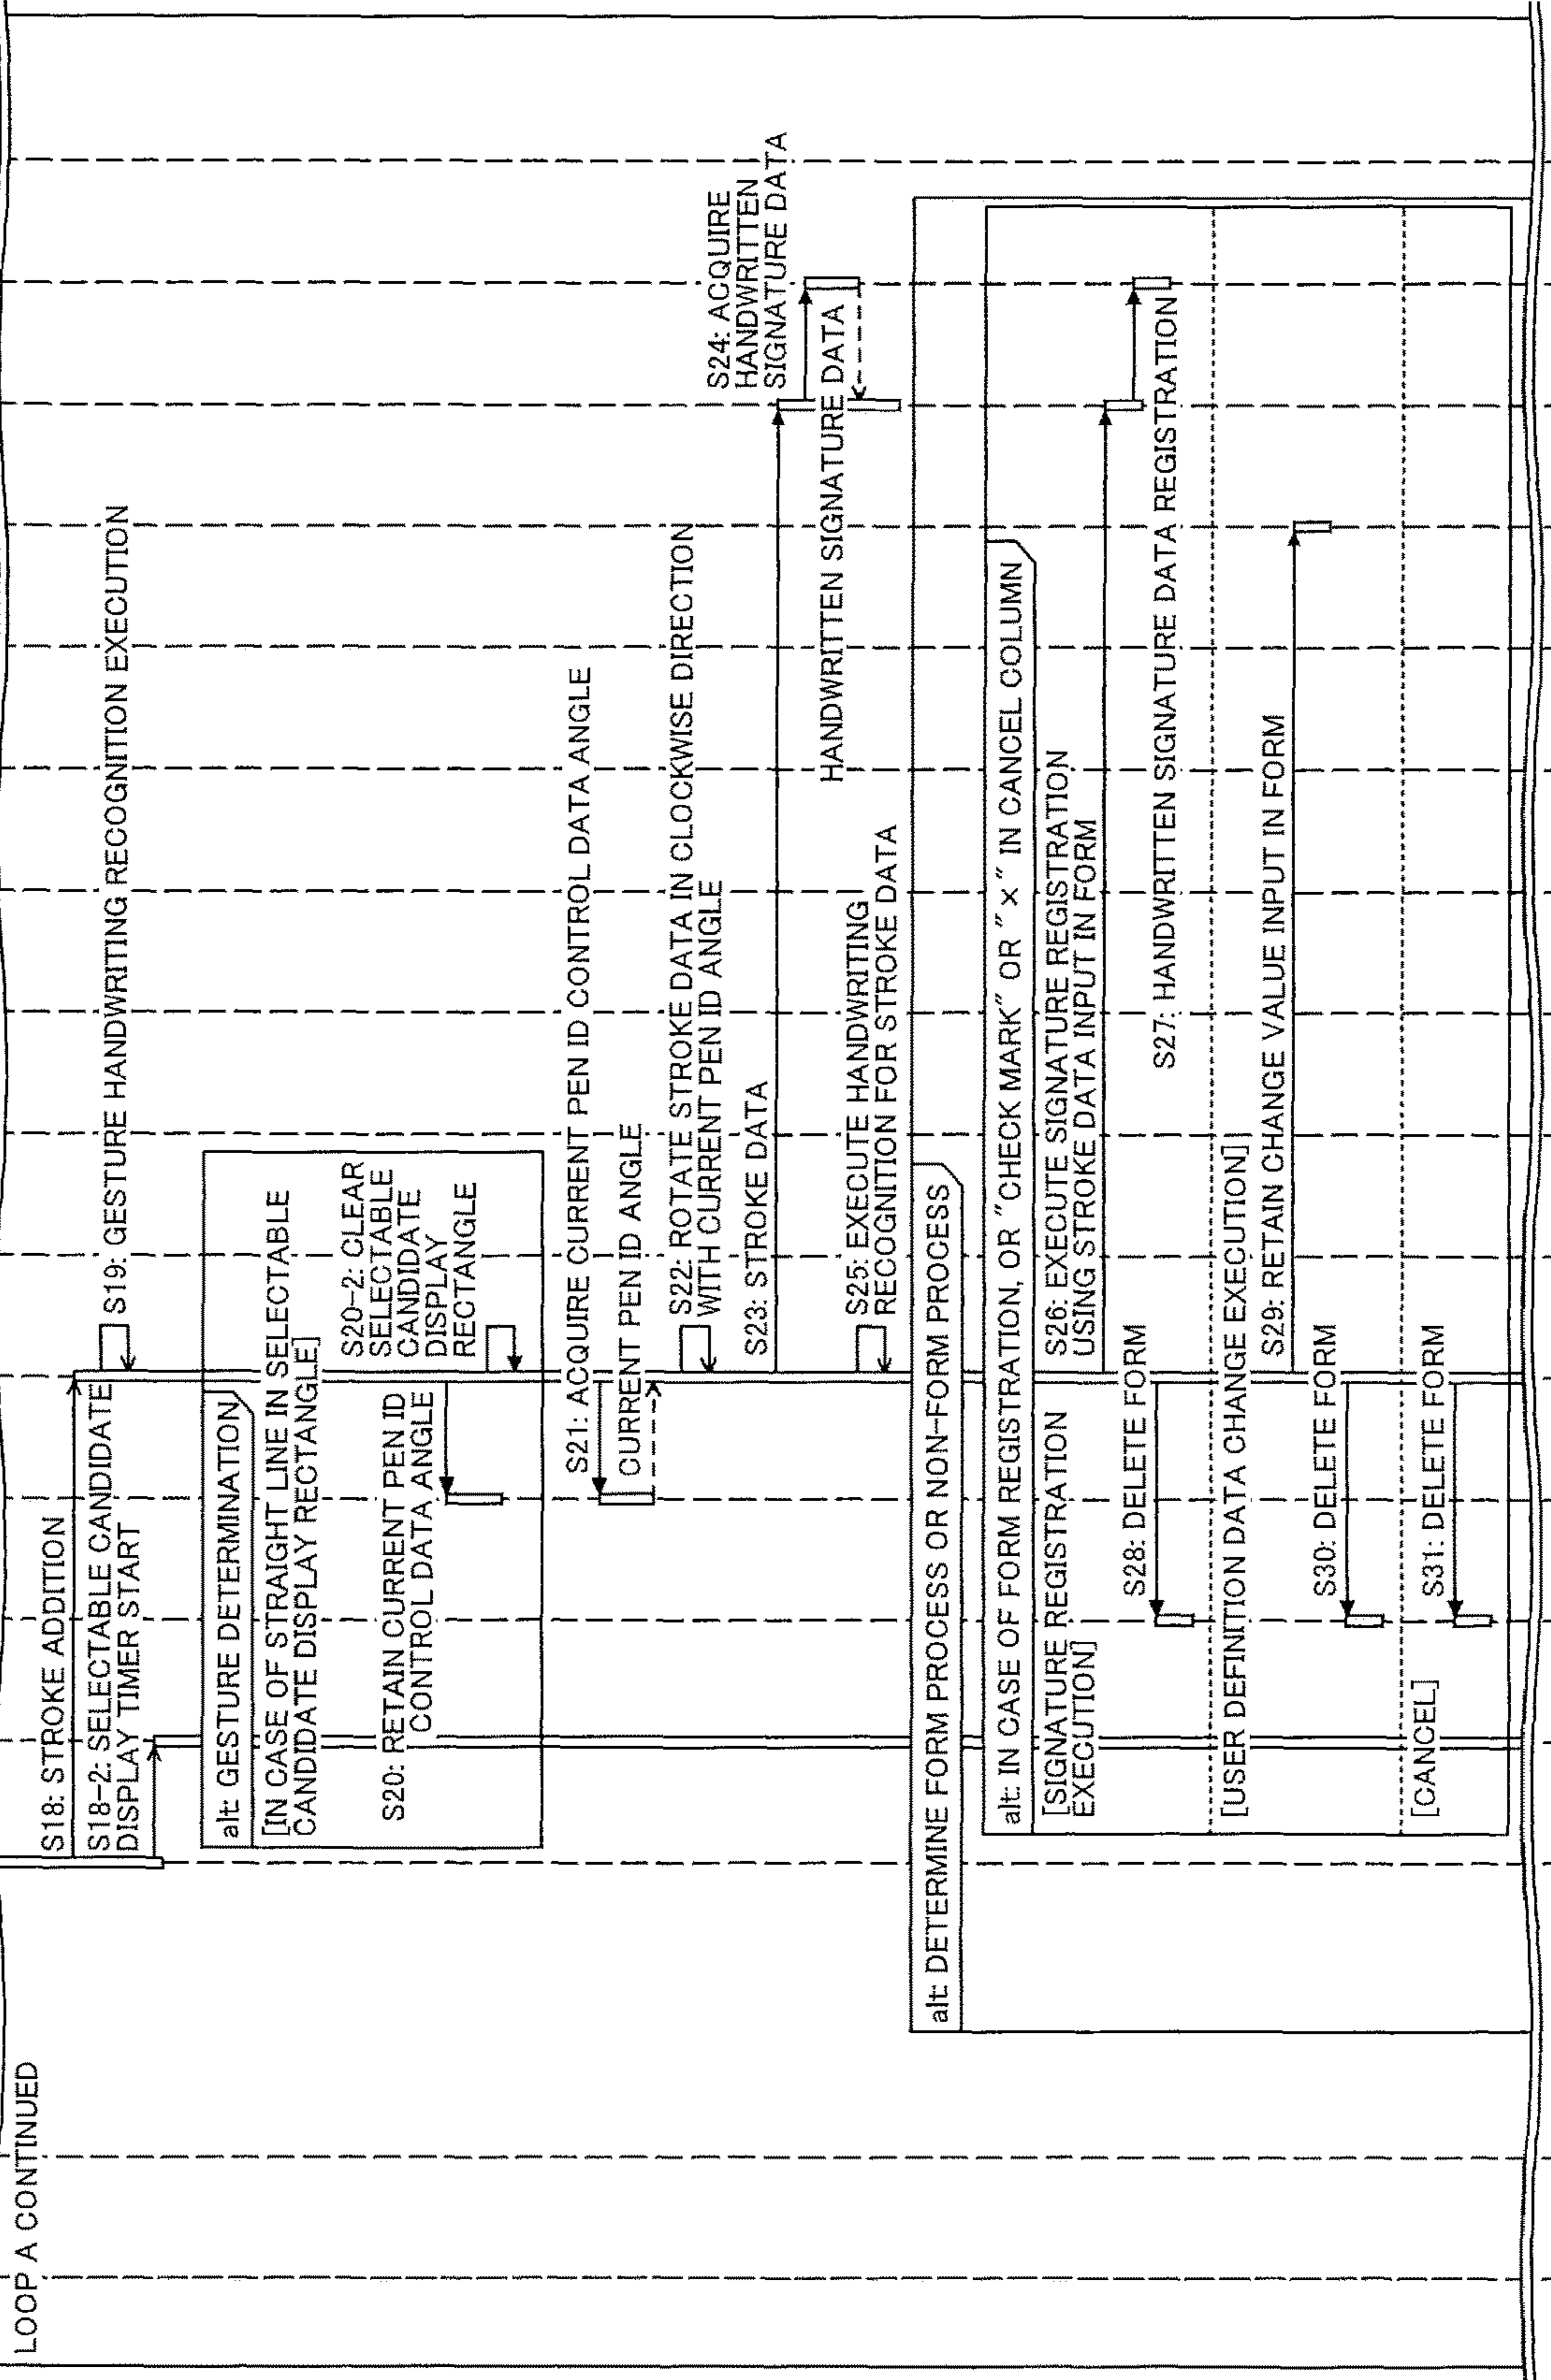 LOOP A CONTINUED
S18: STROKE ADDITION
S18-2: SELECTABLE CANDIDATE
DISPLAY TIMER START
S19: GESTURE HANDWRITING RECOGNITION EXECUTION
alt: GESTURE DETERMINATION
[IN CASE OF STRAIGHT LINE IN SELECTABLE
CANDIDATE DISPLAY RECTANGLE]
S20: RETAIN CURRENT PEN ID
CONTROL DATA ANGLE
S20-2: CLEAR
SELECTABLE
CANDIDATE
DISPLAY
RECTANGLE
S21: ACQUIRE CURRENT PEN ID CONTROL DATA ANGLE
CURRENT PEN ID ANGLE
S22: ROTATE STROKE DATA IN CLOCKWISE DIRECTION
WITH CURRENT PEN ID ANGLE
S23: STROKE DATA
S24: ACQUIRE
HANDWRITTEN
SIGNATURE DATA
HANDWRITTEN SIGNATURE DATA
S25: EXECUTE HANDWRITING
RECOGNITION FOR STROKE DATA
alt: DETERMINE FORM PROCESS OR NON-FORM PROCESS
alt: IN CASE OF FORM REGISTRATION, OR "CHECK MARK" OR "×" IN CANCEL COLUMN
[SIGNATURE REGISTRATION
EXECUTION]
S26: EXECUTE SIGNATURE REGISTRATION
USING STROKE DATA INPUT IN FORM
S27: HANDWRITTEN SIGNATURE DATA REGISTRATION
S28: DELETE FORM
[USER DEFINITION DATA CHANGE EXECUTION]
S29: RETAIN CHANGE VALUE INPUT IN FORM
S30: DELETE FORM
[CANCEL]
S31: DELETE FORM